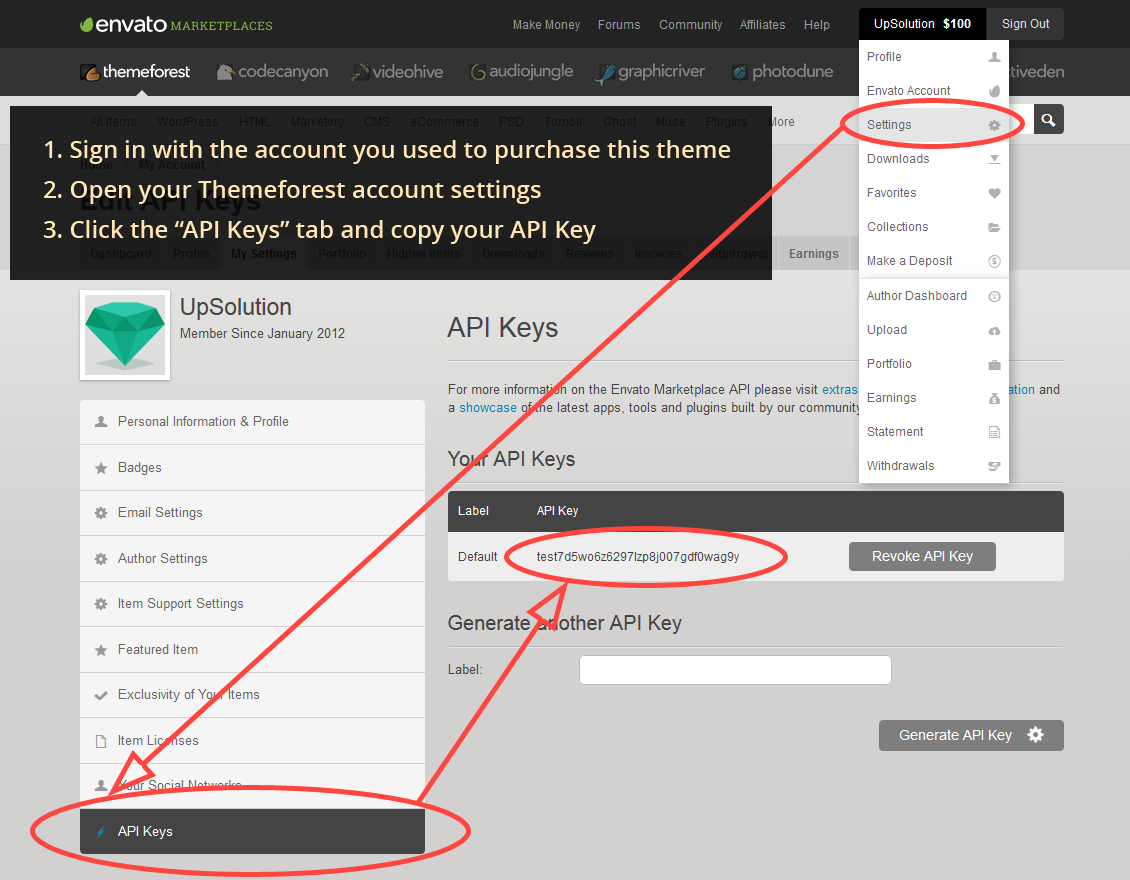 envato MARKETPLACES
Make Money Forums Community Affiliates Help UpSolution $100 Sign Out
themeforest codecanyon videohive audiojungle graphicriver photodune tiveden
Profile
Envato Account
Settings
Downloads
Favorites
Collections
Make a Deposit
Author Dashboard
Upload
Portfolio
Earnings
Statement
Withdrawals
All Items WordPress HTML Marketing CMS eCommerce PSD Tumblr Ghost Muse Plugins More
My Account
Edit API Keys
1. Sign in with the account you used to purchase this theme
2. Open your Themeforest account settings
3. Click the “API Keys” tab and copy your API Key
Dashboard Profile My Settings Portfolio Hidden Items Downloads Reviews Invoices Withdrawal Earnings
UpSolution
Member Since January 2012
Personal Information & Profile
Badges
Email Settings
Author Settings
Item Support Settings
Featured Item
Exclusivity of Your Items
Item Licenses
Your Social Networks
API Keys
API Keys
For more information on the Envato Marketplace API please visit extras ation and
a showcase of the latest apps, tools and plugins built by our community
Your API Keys
Label API Key
Default test7d5wo6z6297lzp8j007gdf0wag9y Revoke API Key
Generate another API Key
Label:
Generate API Key